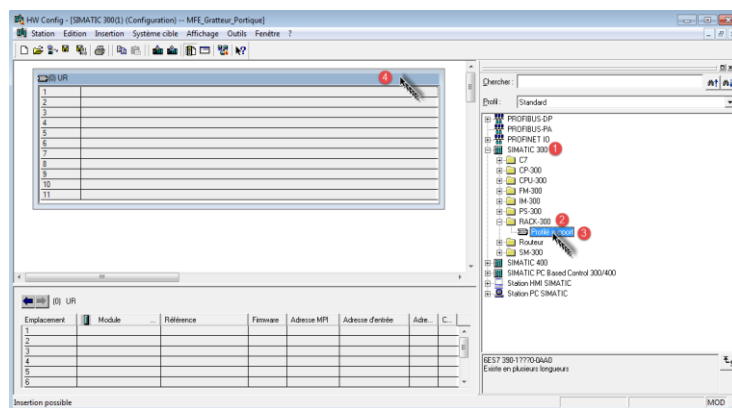 HW Config - [SIMATIC 300(1) (Configuration) -- MFE_Gratteur_Portique]
Station Edition Insertion Système cible Affichage Outils Fenêtre ?
(0) UR
4
1
2
3
4
5
6
7
8
9
10
11
Chercher :
Profil : Standard
PROFIBUS-DP
PROFIBUS-PA
PROFINET IO
SIMATIC 300 1
C7
CP-300
CPU-300
FM-300
IM-300
PS-300
RACK-300 2
Profilé 3
Routeur
SM-300
SIMATIC 400
SIMATIC PC Based Control 300/400
Station HMI SIMATIC
Station PC SIMATIC
(0) UR
Emplacement Module ... Référence Firmware Adresse MPI Adresse d'entrée Adre... C...
1
2
3
4
5
6
6ES7 390-1???0-0AA0
Existe en plusieurs longueurs
Insertion possible
MOD